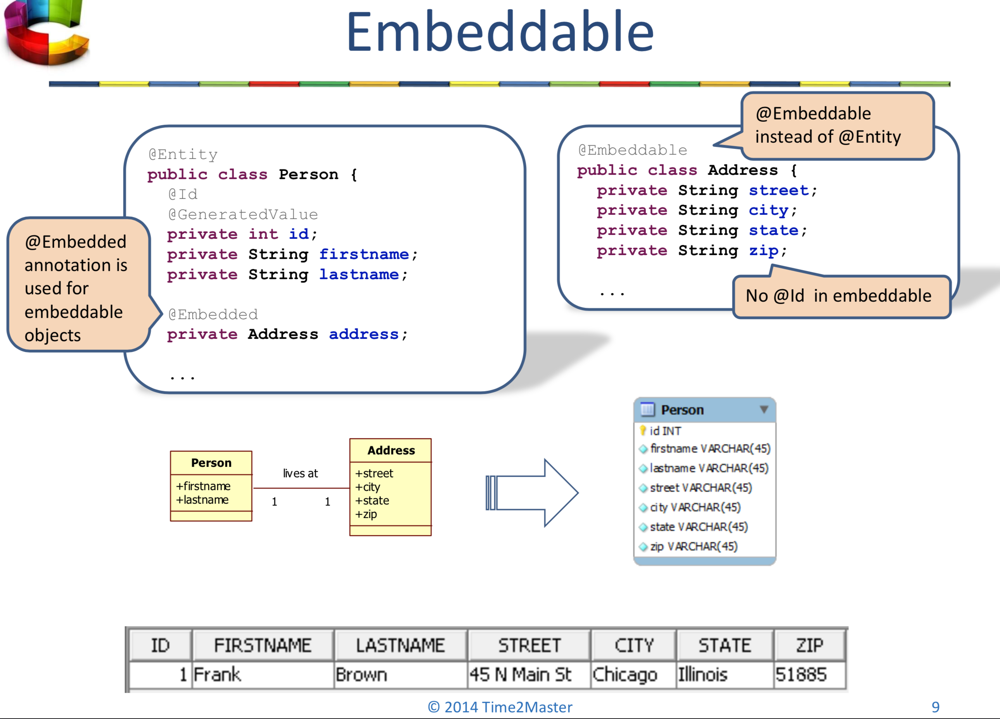 Embeddable
@Embeddable
instead of @Entity
@Entity
public class Person {
@Id
@GeneratedValue
private int id;
private String firstname;
private String lastname;
@Embedded
private Address address;
...
@Embedded
annotation is
used for
embeddable
objects
@Embeddable
public class Address {
private String street;
private String city;
private String state;
private String zip;
...
No @Id in embeddable
Person
+firstname
+lastname
lives at
1 1
Address
+street
+city
+state
+zip
Person
id INT
firstname VARCHAR(45)
lastname VARCHAR(45)
street VARCHAR(45)
city VARCHAR(45)
state VARCHAR(45)
zip VARCHAR(45)
ID FIRSTNAME LASTNAME STREET CITY STATE ZIP
1 Frank Brown 45 N Main St Chicago Illinois 51885
© 2014 Time2Master 9